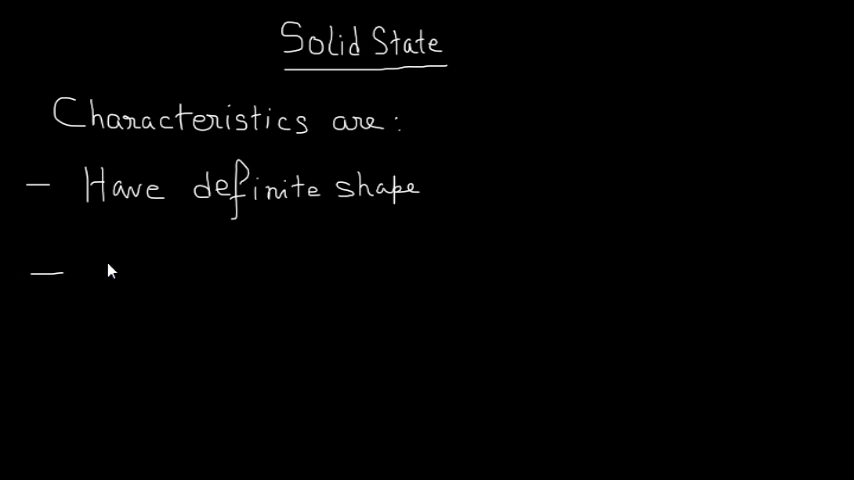 Solid State
Characteristics are:
- Have definite shape
-